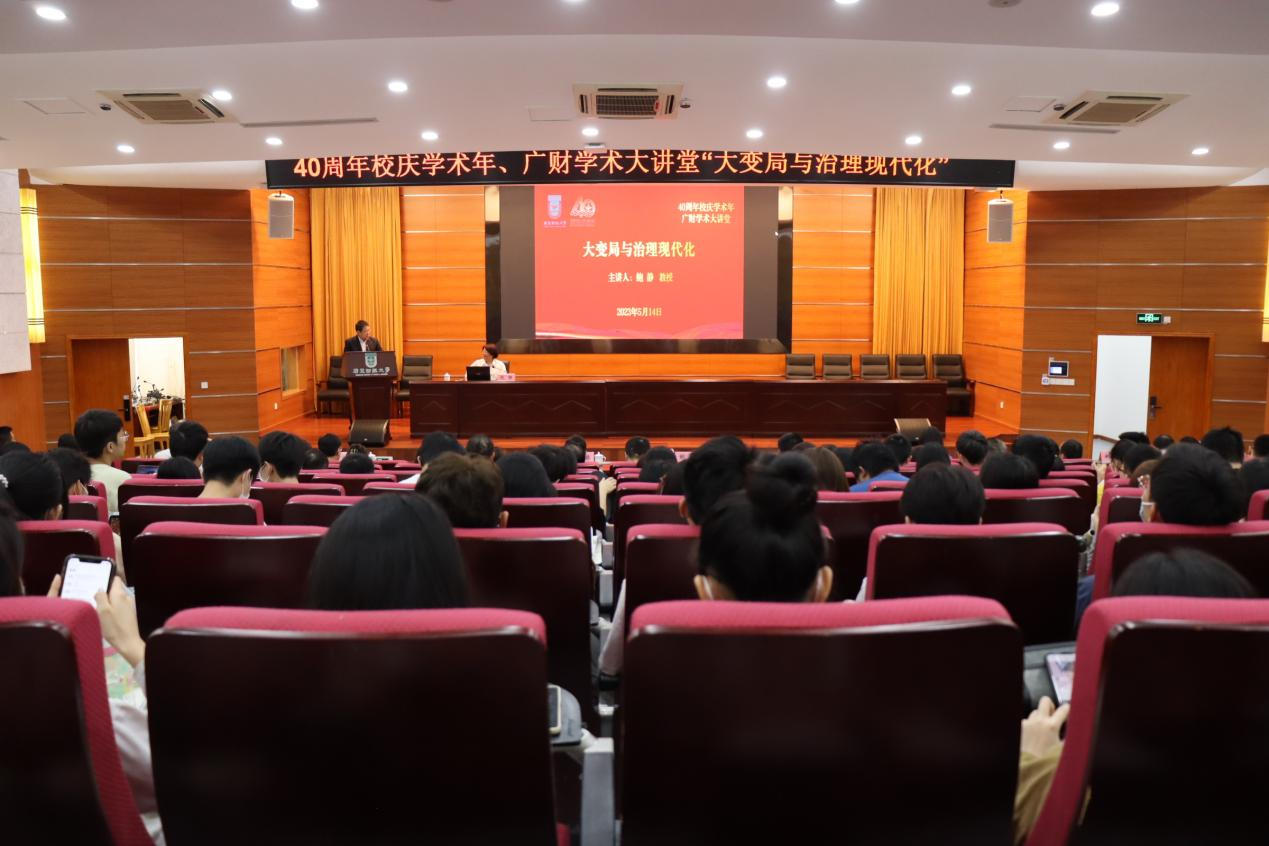 40周年校庆学术年、广财学术大讲堂“大变局与治理现代化”
40周年校庆学术年
广财学术大讲堂
大变局与治理现代化
主讲人：鲍 静 教授
2023年5月14日